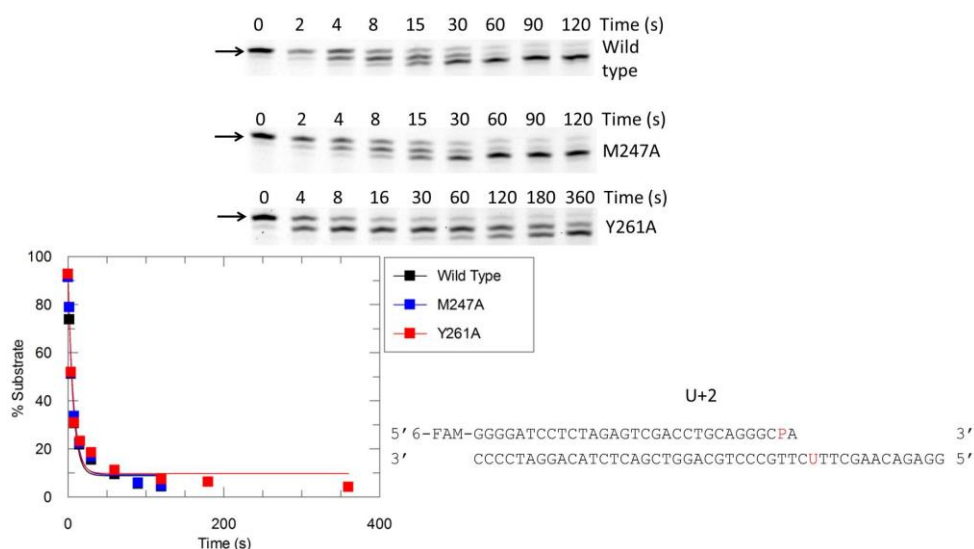 0 2 4 8 15 30 60 90 120 Time (s)
Wild
type
0 2 4 8 15 30 60 90 120 Time (s)
M247A
0 4 8 16 30 60 120 180 360 Time (s)
Y261A
100
80
60
40
20
0
0 200 400
% Substrate
Time (s)
Wild Type
M247A
Y261A
U+2
5’ 6-FAM-GGGGATCCTCTAGAGTCGACCTGCAGGGCPA 3’
3’ CCCCTAGGACATCTCAGCTGGACGTCCCGTTCUTTCGAACAGAGG 5’